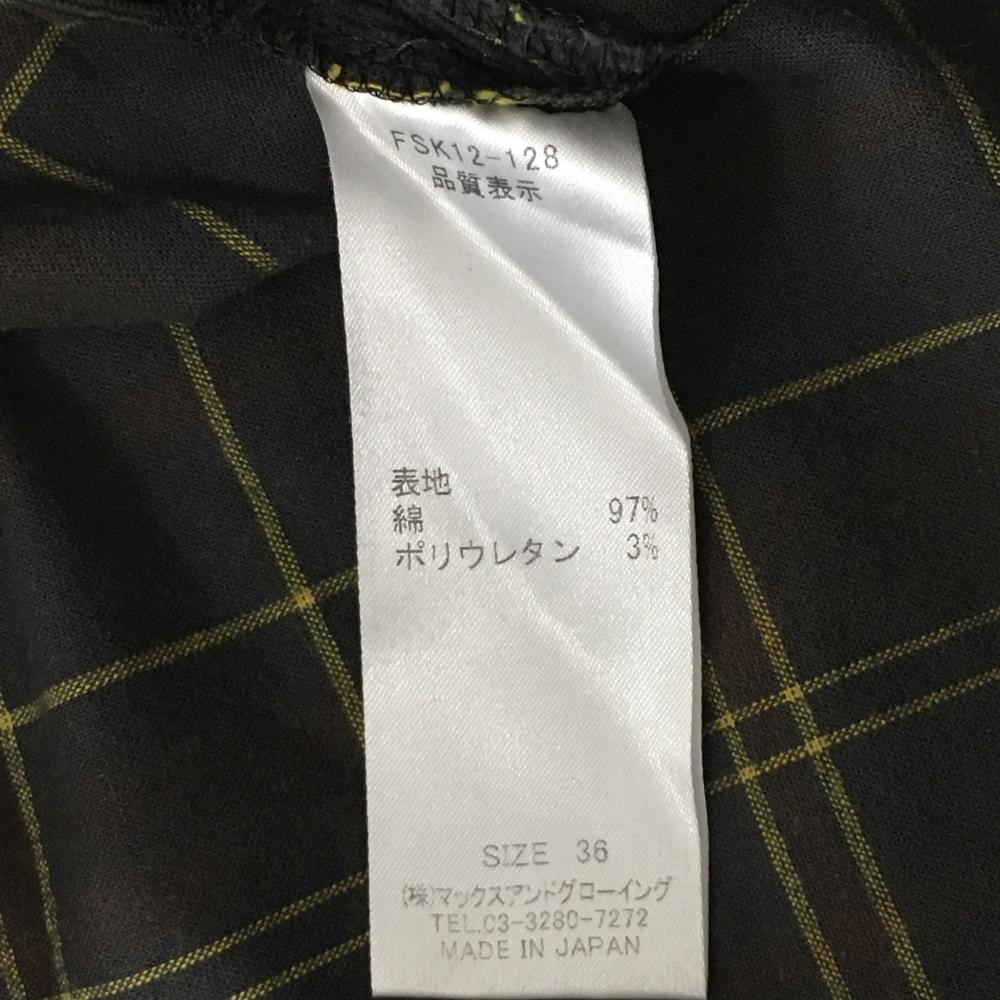 FSK12-128
品質表示
表地
綿 97%
ポリウレタン 3%
SIZE 36
(株)マックスアンドグローイング
TEL.03-3280-7272
MADE IN JAPAN